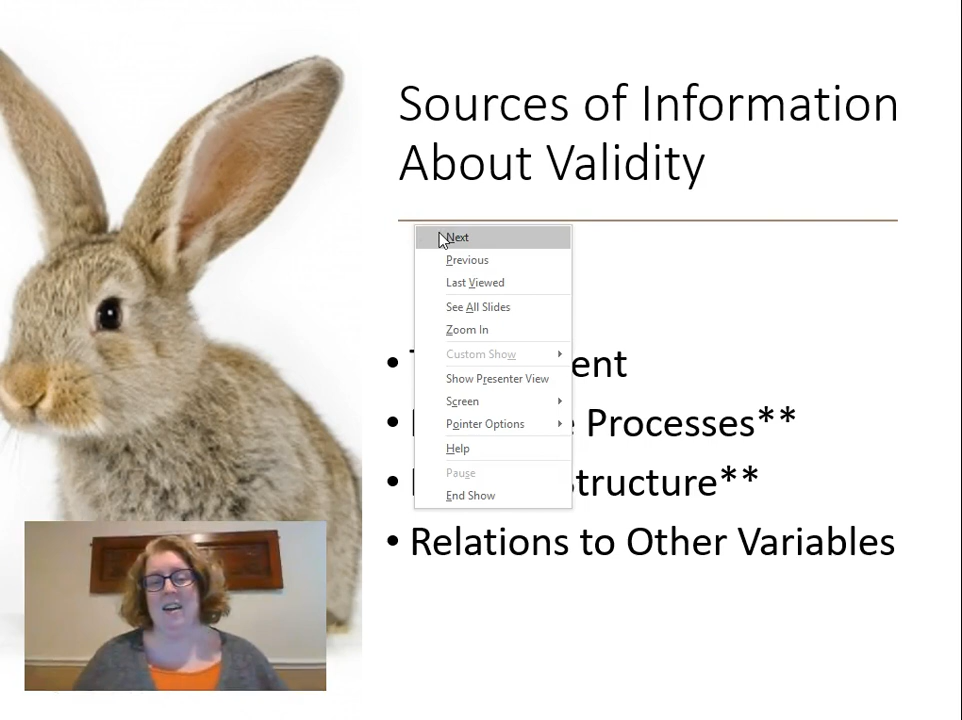 Sources of Information
About Validity
Next
Previous
Last Viewed
See All Slides
Zoom In
Custom Show
Show Presenter View
Screen
Pointer Options
Help
Pause
End Show
• ent
• Processes**
• tructure**
• Relations to Other Variables